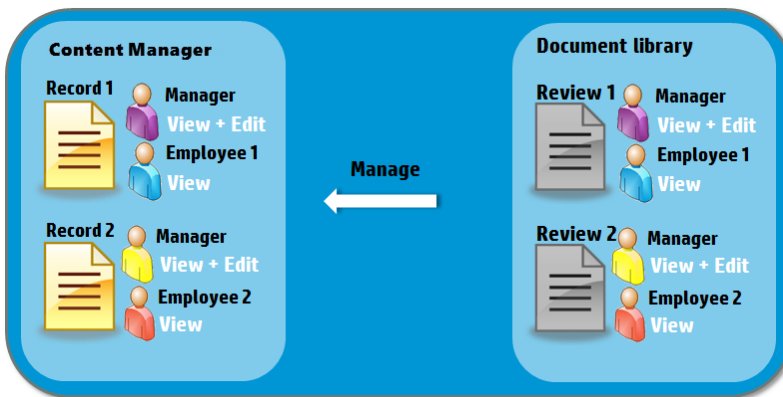 Content Manager
Record 1
Manager
View + Edit
Employee 1
View
Record 2
Manager
View + Edit
Employee 2
View
Manage
Document library
Review 1
Manager
View + Edit
Employee 1
View
Review 2
Manager
View + Edit
Employee 2
View